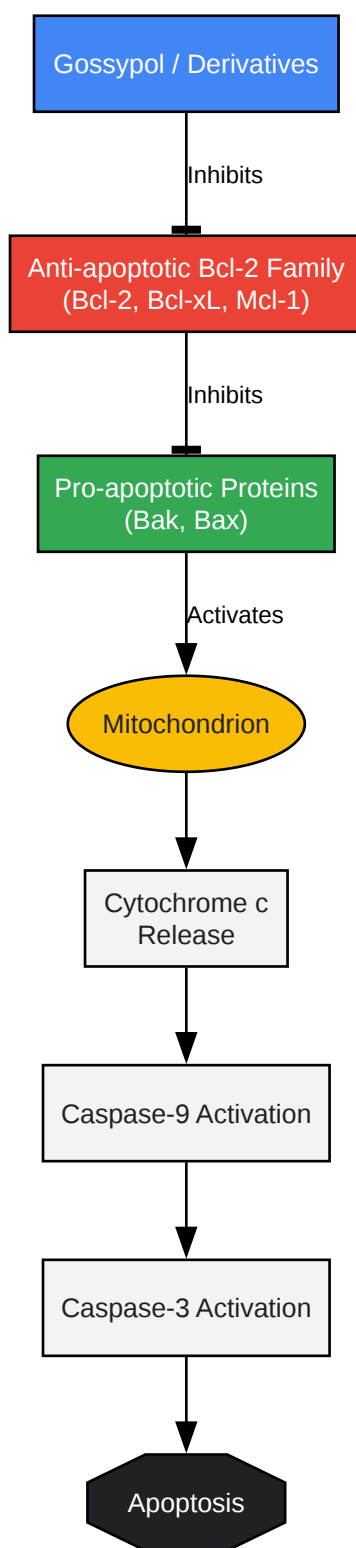 Gossypol / Derivatives
Inhibits
Anti-apoptotic Bcl-2 Family
(Bcl-2, Bcl-xL, Mcl-1)
Inhibits
Pro-apoptotic Proteins
(Bak, Bax)
Activates
Mitochondrion
Cytochrome c
Release
Caspase-9 Activation
Caspase-3 Activation
Apoptosis